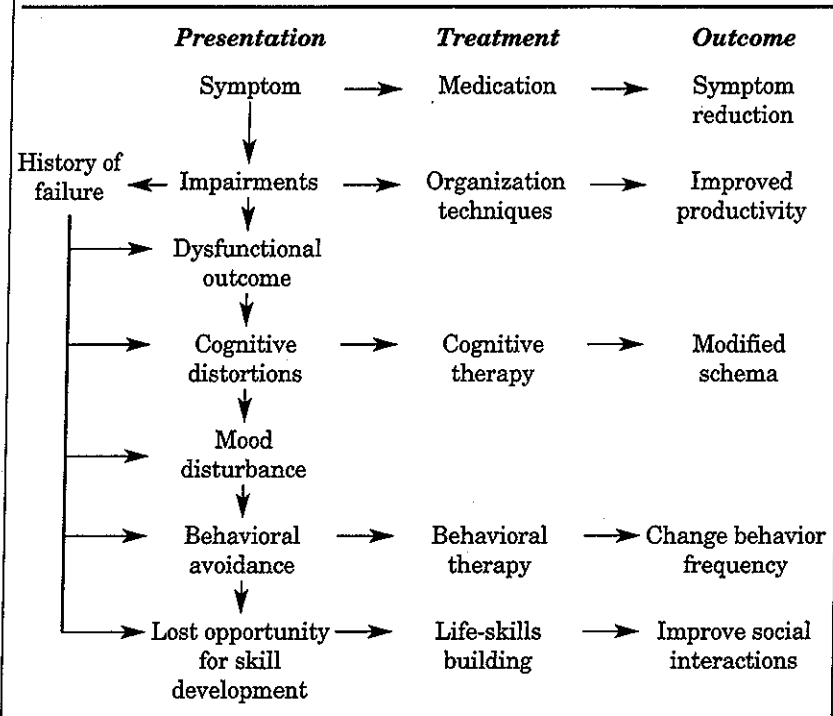 Presentation Treatment Outcome
Symptom Medication Symptom
reduction
History of
failure
Impairments Organization Improved
techniques productivity
Dysfunctional
outcome
Cognitive Cognitive Modified
distortions therapy schema
Mood
disturbance
Behavioral Behavioral Change behavior
avoidance therapy frequency
Lost opportunity Life-skills Improve social
for skill building interactions
development